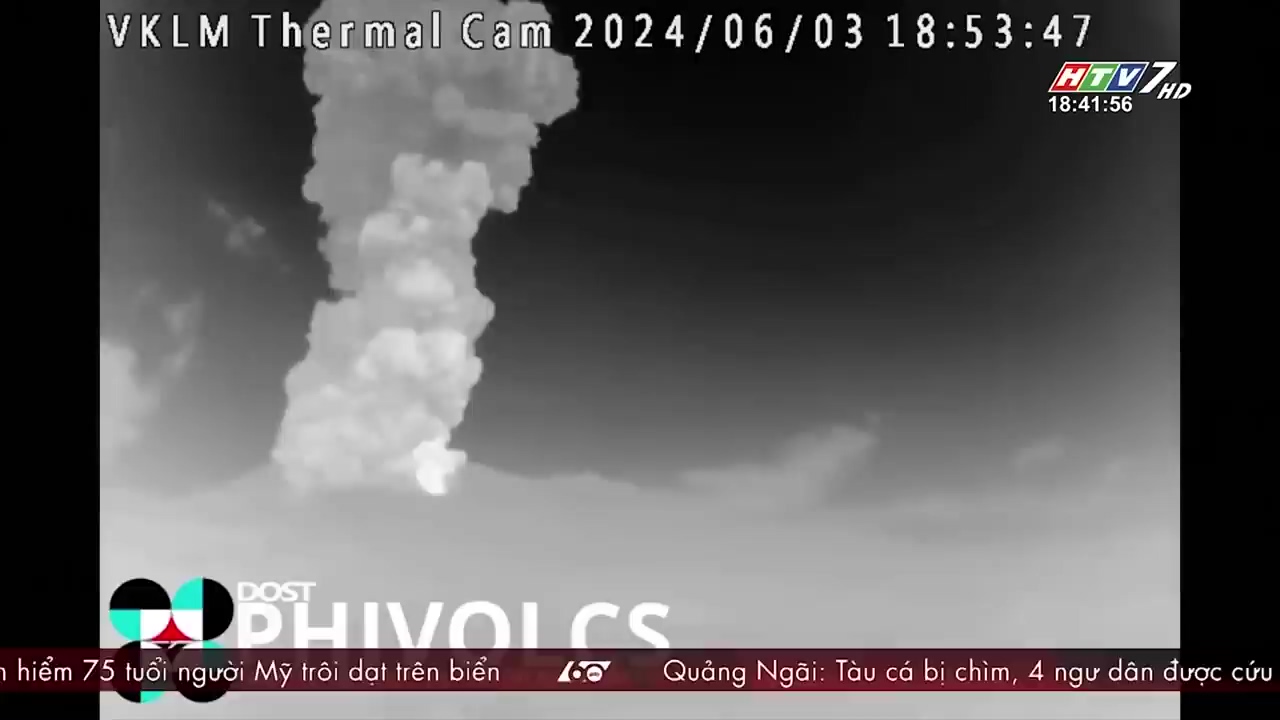 VKLM Thermal Cam 2024/06/03 18:53:47
HTV7 HD
18:41:56
DOST
PHIVOLCS
hiểm 75 tuổi người Mỹ trôi dạt trên biển
60 Quảng Ngãi: Tàu cá bị chìm, 4 ngư dân được cứu